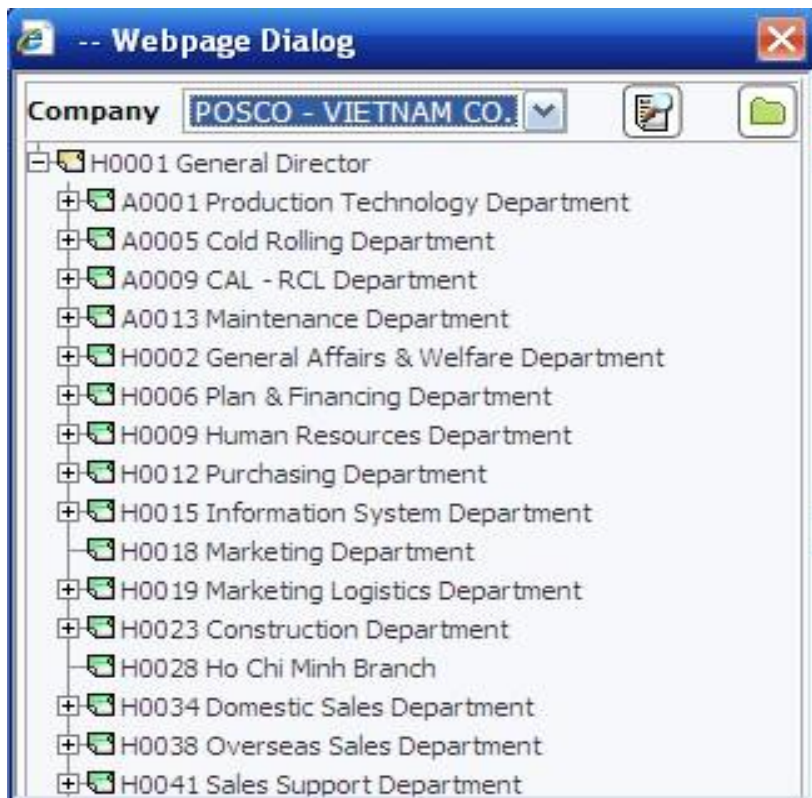 -- Webpage Dialog
Company POSCO - VIETNAM CO.
H0001 General Director
A0001 Production Technology Department
A0005 Cold Rolling Department
A0009 CAL - RCL Department
A0013 Maintenance Department
H0002 General Affairs & Welfare Department
H0006 Plan & Financing Department
H0009 Human Resources Department
H0012 Purchasing Department
H0015 Information System Department
H0018 Marketing Department
H0019 Marketing Logistics Department
H0023 Construction Department
H0028 Ho Chi Minh Branch
H0034 Domestic Sales Department
H0038 Overseas Sales Department
H0041 Sales Support Department